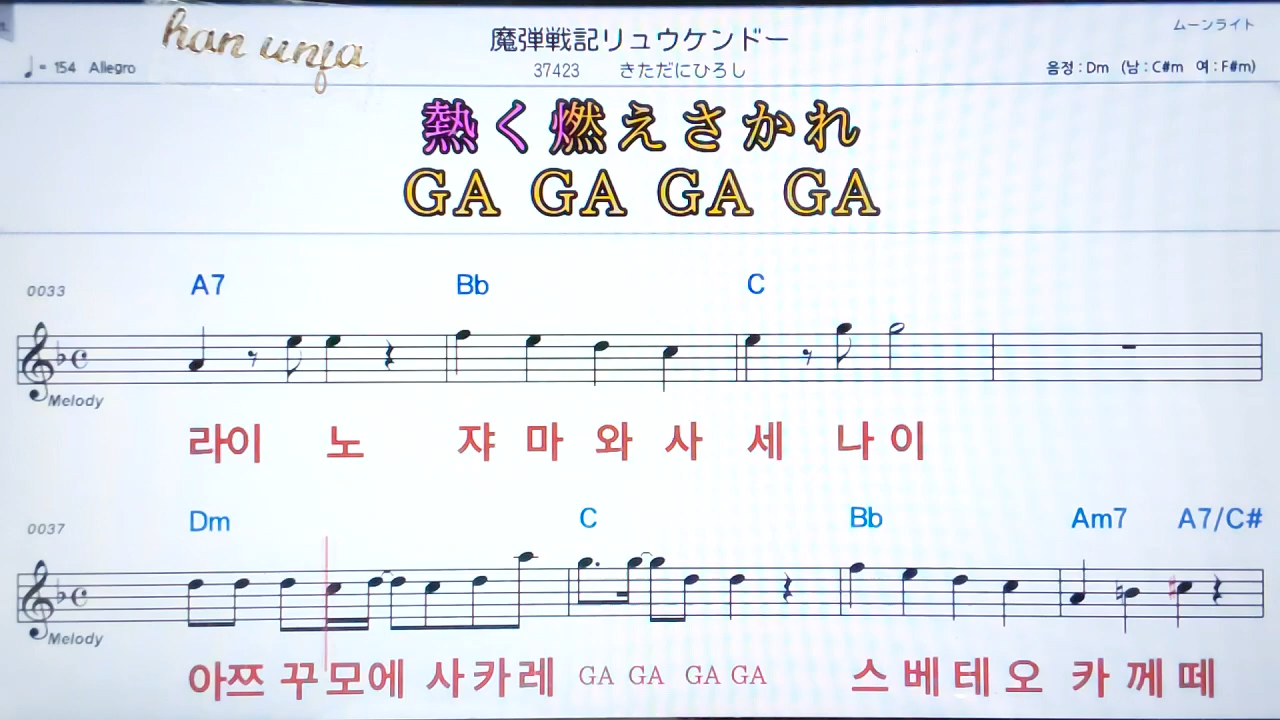 han unja
魔弾戦記リュウケンドー
ムーンライト
♩= 154 Allegro
37423 きただにひろし
음정 : Dm (남 : C#m 여 : F#m)
熱く燃えさかれ
GA GA GA GA
0033 A7 Bb C
Melody
라이 노 쟈 마 와 사 세 나 이
0037 Dm C Bb Am7 A7/C#
Melody
아쯔 꾸 모에 사 카 레 GA GA GA GA 스 베 테 오 카 께 떼